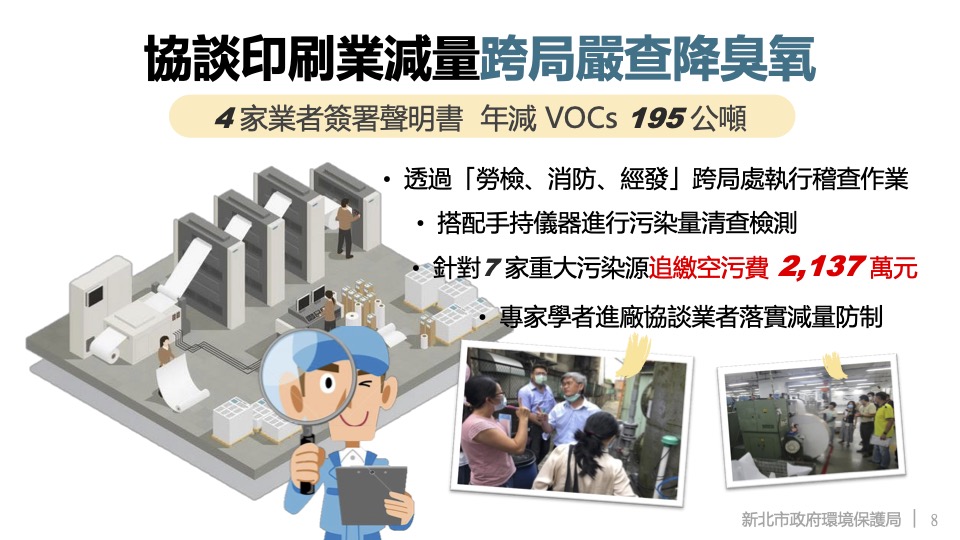 協談印刷業減量跨局嚴查降臭氧
4家業者簽署聲明書 年減 VOCs 195公噸
• 透過「勞檢、消防、經發」跨局處執行稽查作業
• 搭配手持儀器進行污染量清查檢測
• 針對7家重大污染源追繳空污費 2,137 萬元
• 專家學者進廠協談業者落實減量防制
新北市政府環境保護局 | 8